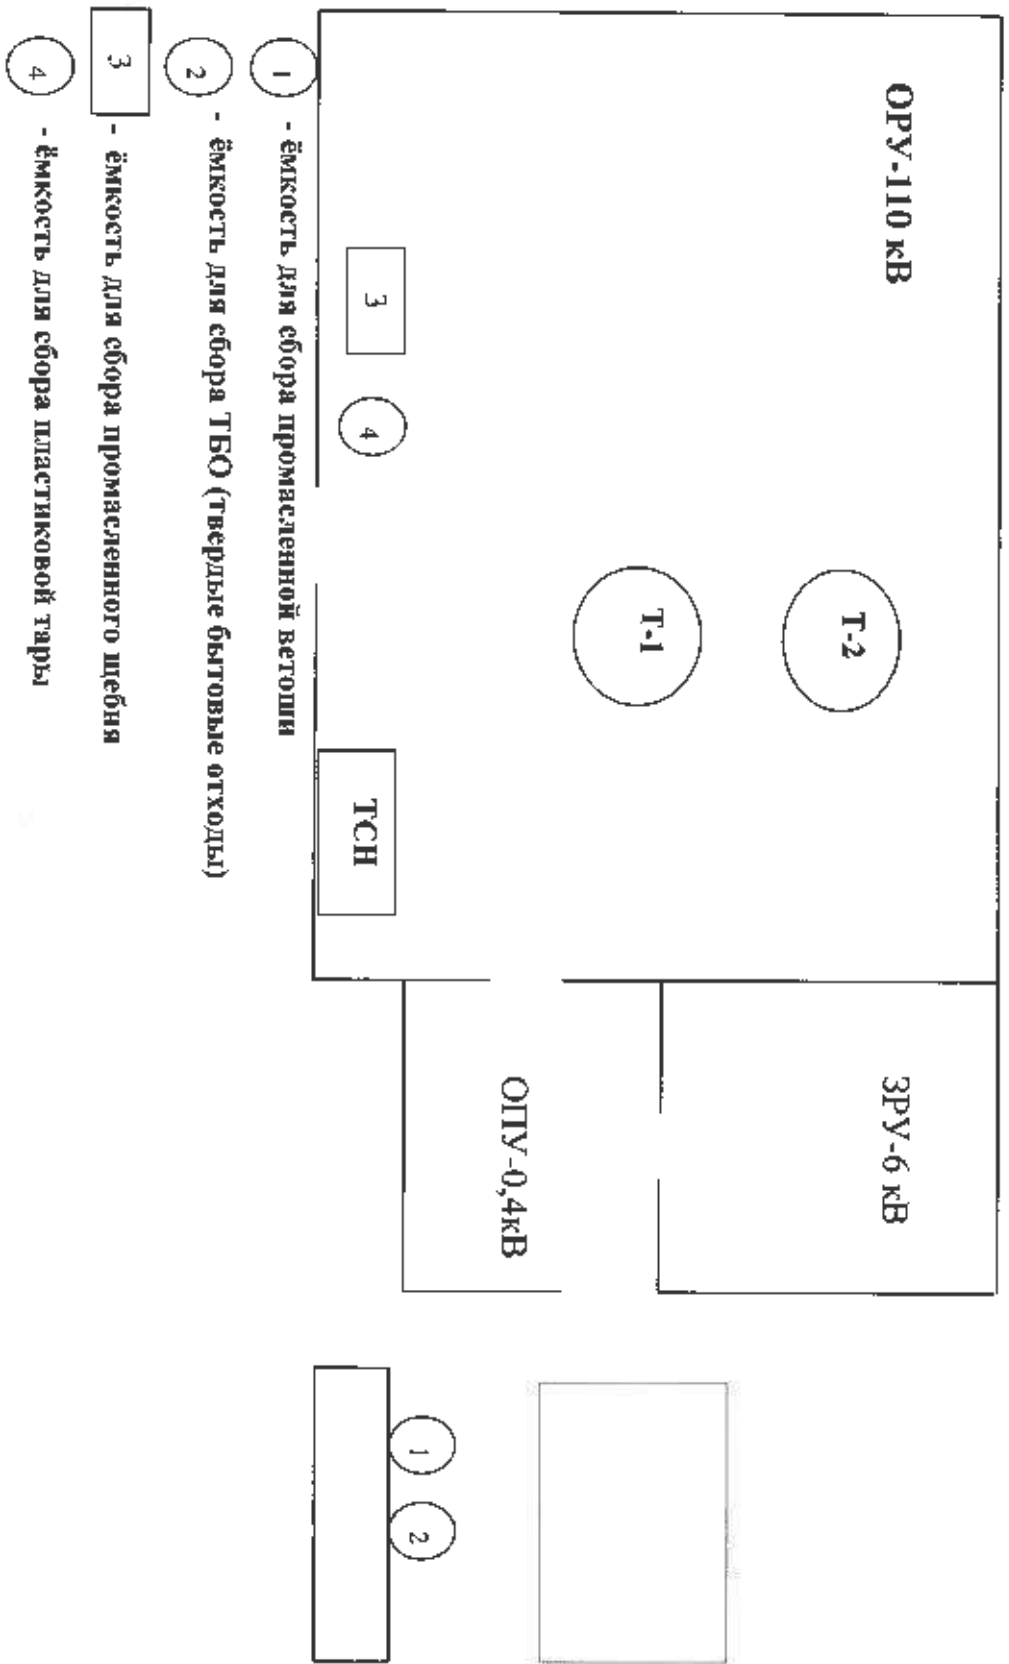 ОРУ-110 кВ
ЗРУ-6 кВ
Т-2
Т-1
ОПУ-0,4кВ
3
4
ТСН
1
2
1 - ёмкость для сбора промасленной ветоши
2 - ёмкость для сбора ТБО (твердые бытовые отходы)
3 - ёмкость для сбора промасленного щебня
4 - ёмкость для сбора пластиковой тары